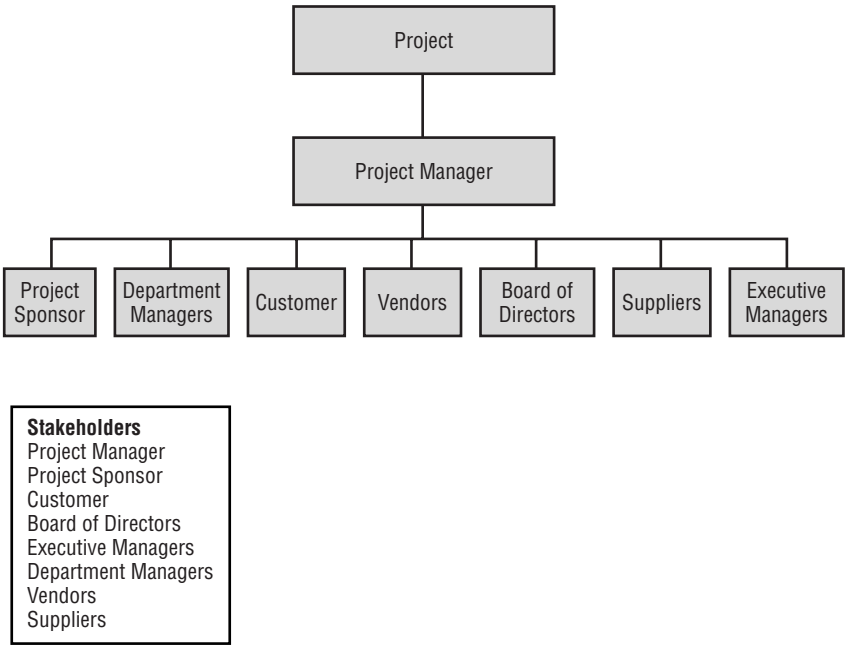 Project
Project Manager
Project
Sponsor
Department
Managers
Customer
Vendors
Board of
Directors
Suppliers
Executive
Managers
Stakeholders
Project Manager
Project Sponsor
Customer
Board of Directors
Executive Managers
Department Managers
Vendors
Suppliers